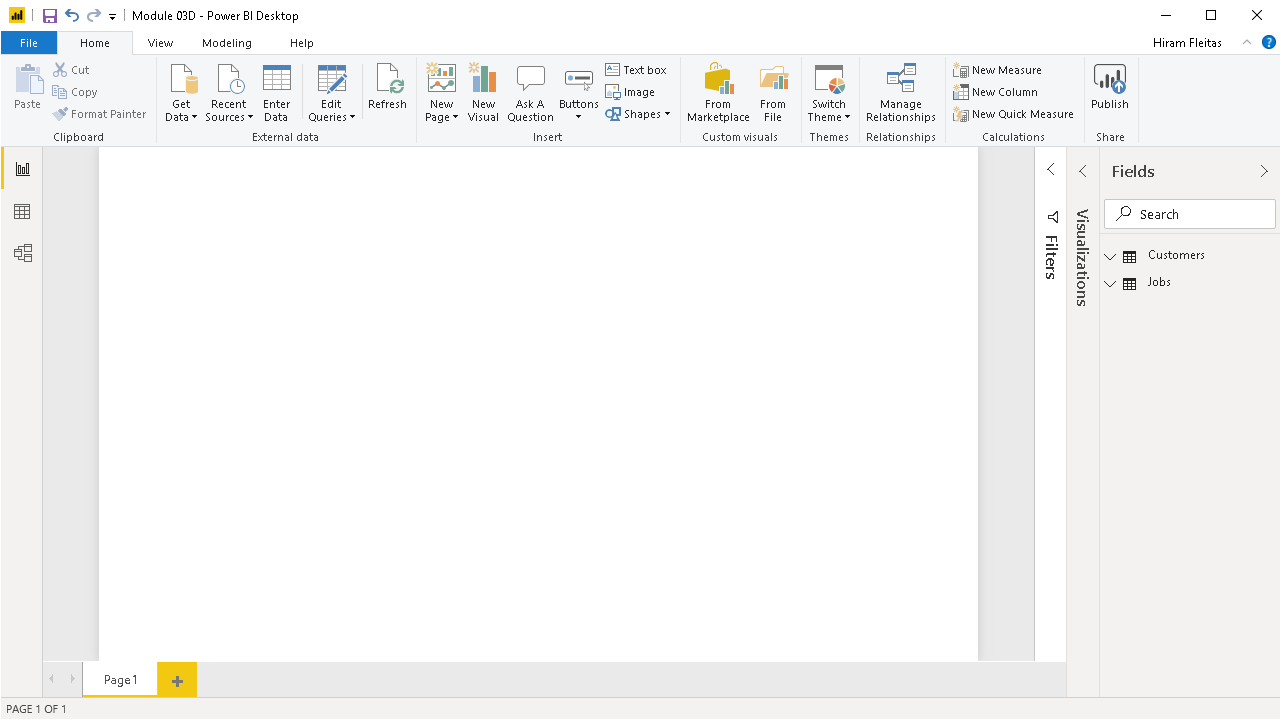 Module 03D - Power BI Desktop
File Home View Modeling Help Hiram Fleitas ?
Paste
Cut
Copy
Format Painter
Get Data
Recent Sources
Enter Data
Edit Queries
Refresh
New Page
New Visual
Ask A Question
Buttons
Text box
Image
Shapes
From Marketplace
From File
Switch Theme
Manage Relationships
New Measure
New Column
New Quick Measure
Publish
Clipboard External data Insert Custom visuals Themes Relationships Calculations Share
Filters
Visualizations
Fields
Search
Customers
Jobs
Page1
PAGE 1 OF 1